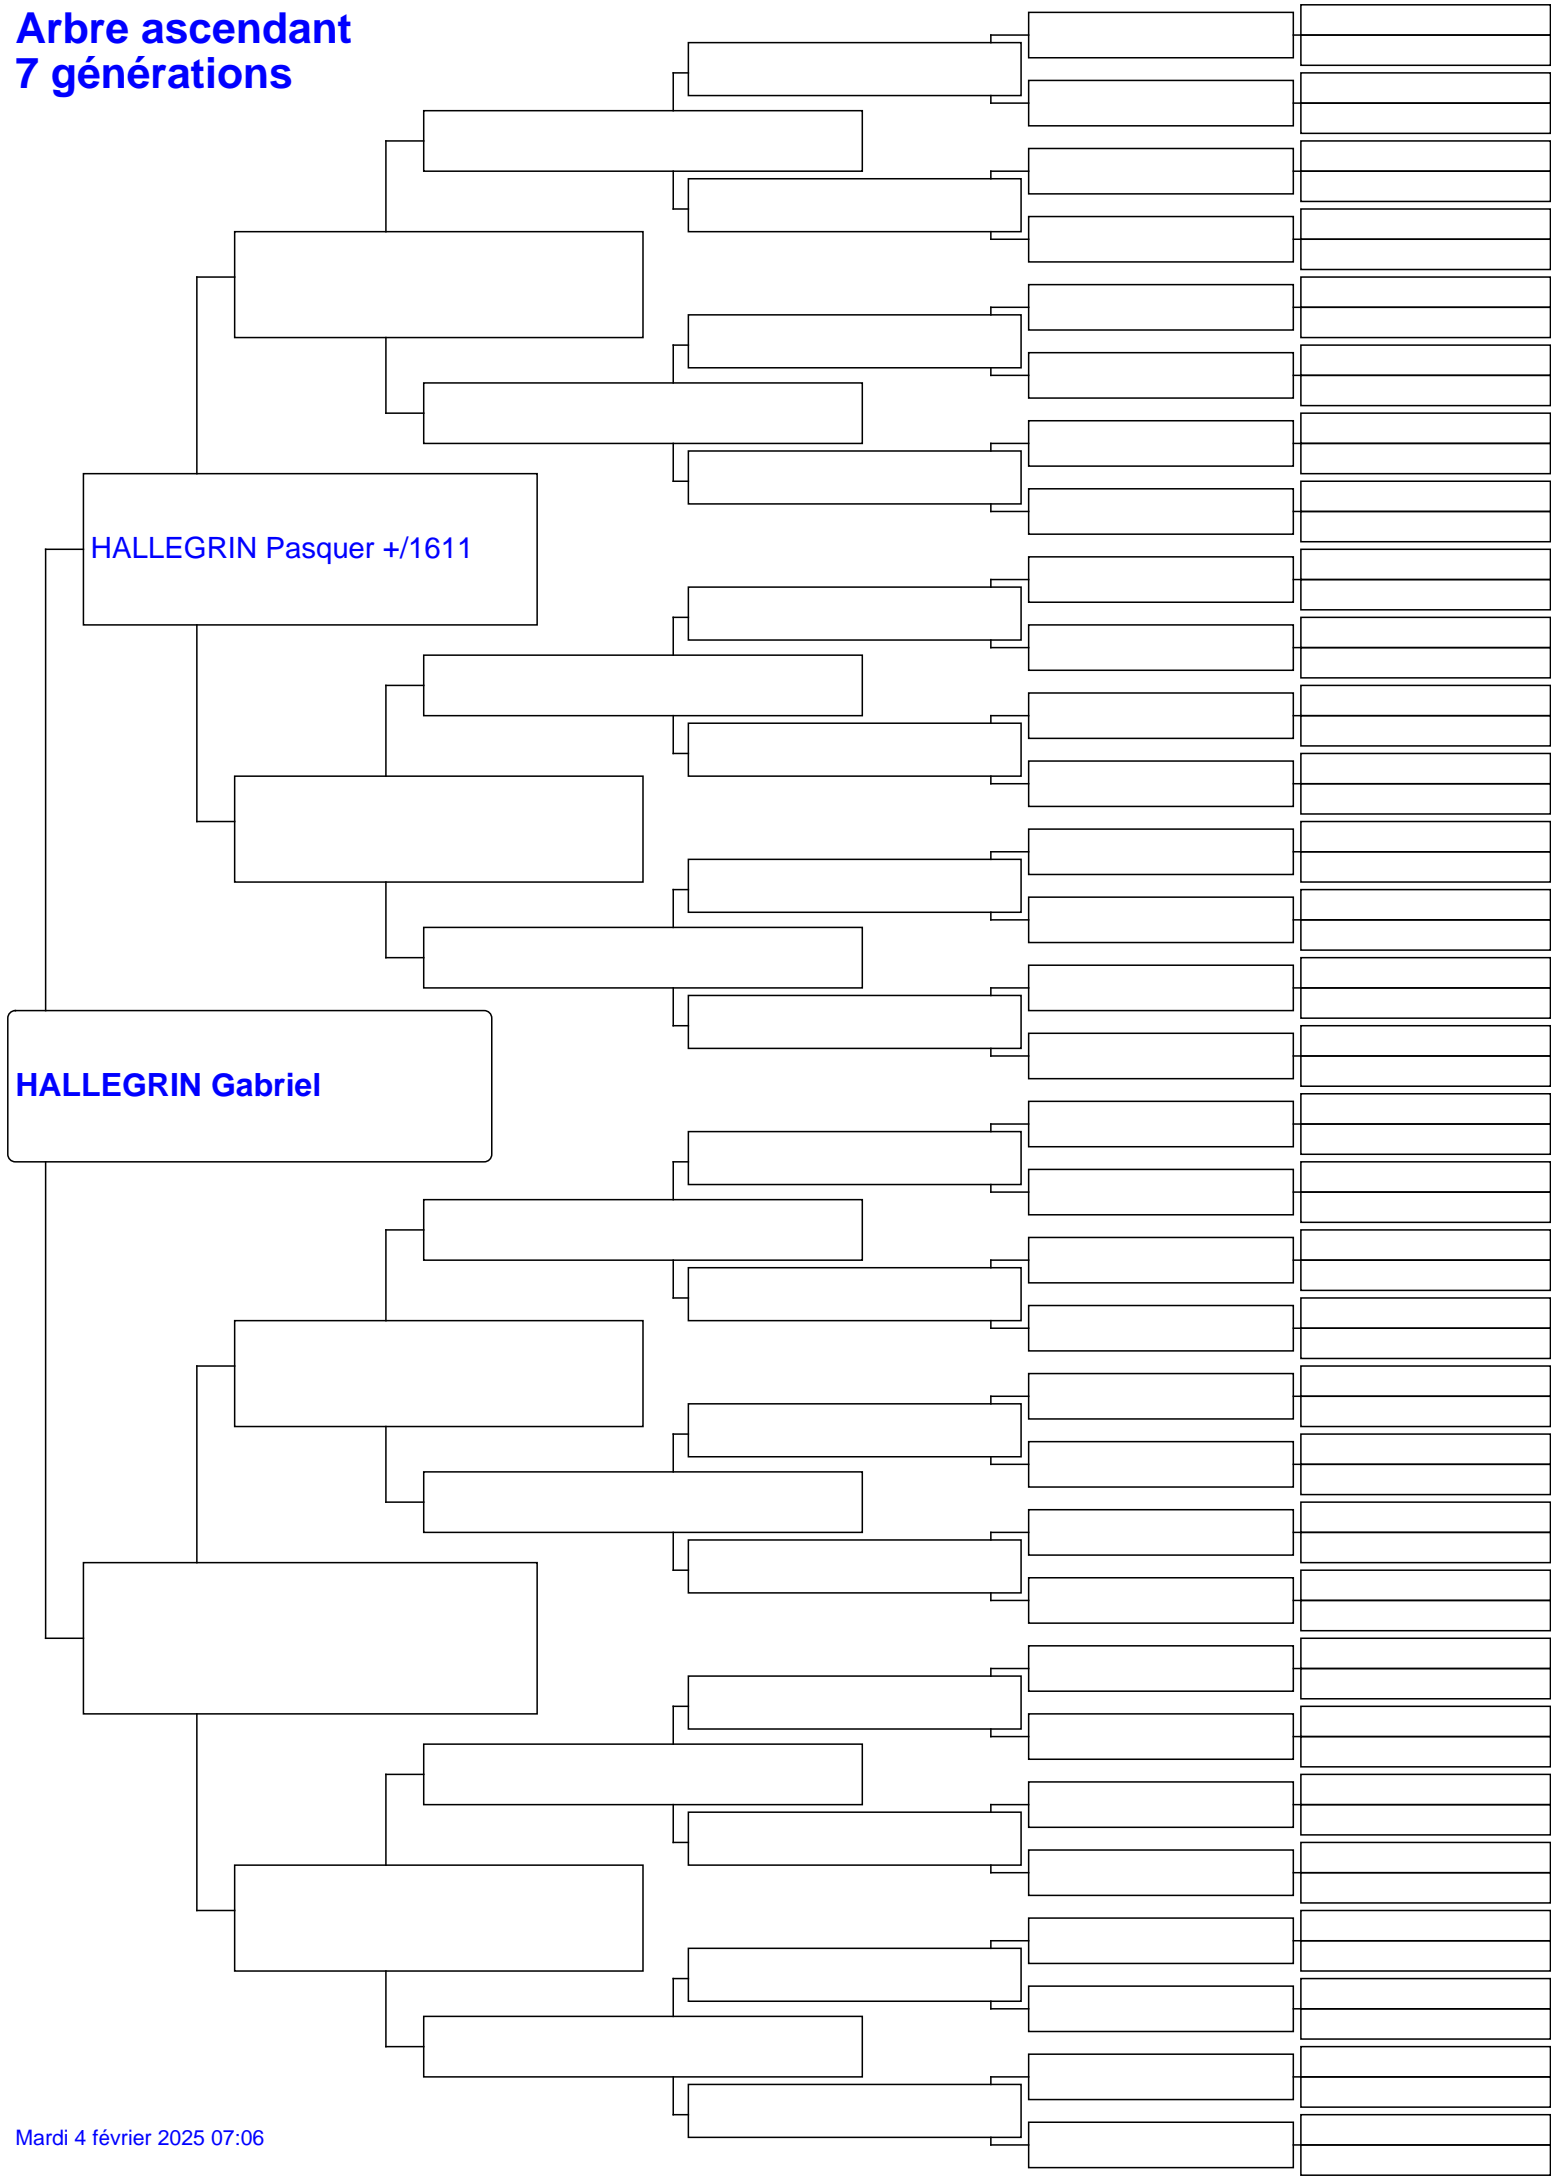 Arbre ascendant
7 générations
HALLEGRIN Pasquer +/1611
HALLEGRIN Gabriel
Mardi 4 février 2025 07:06